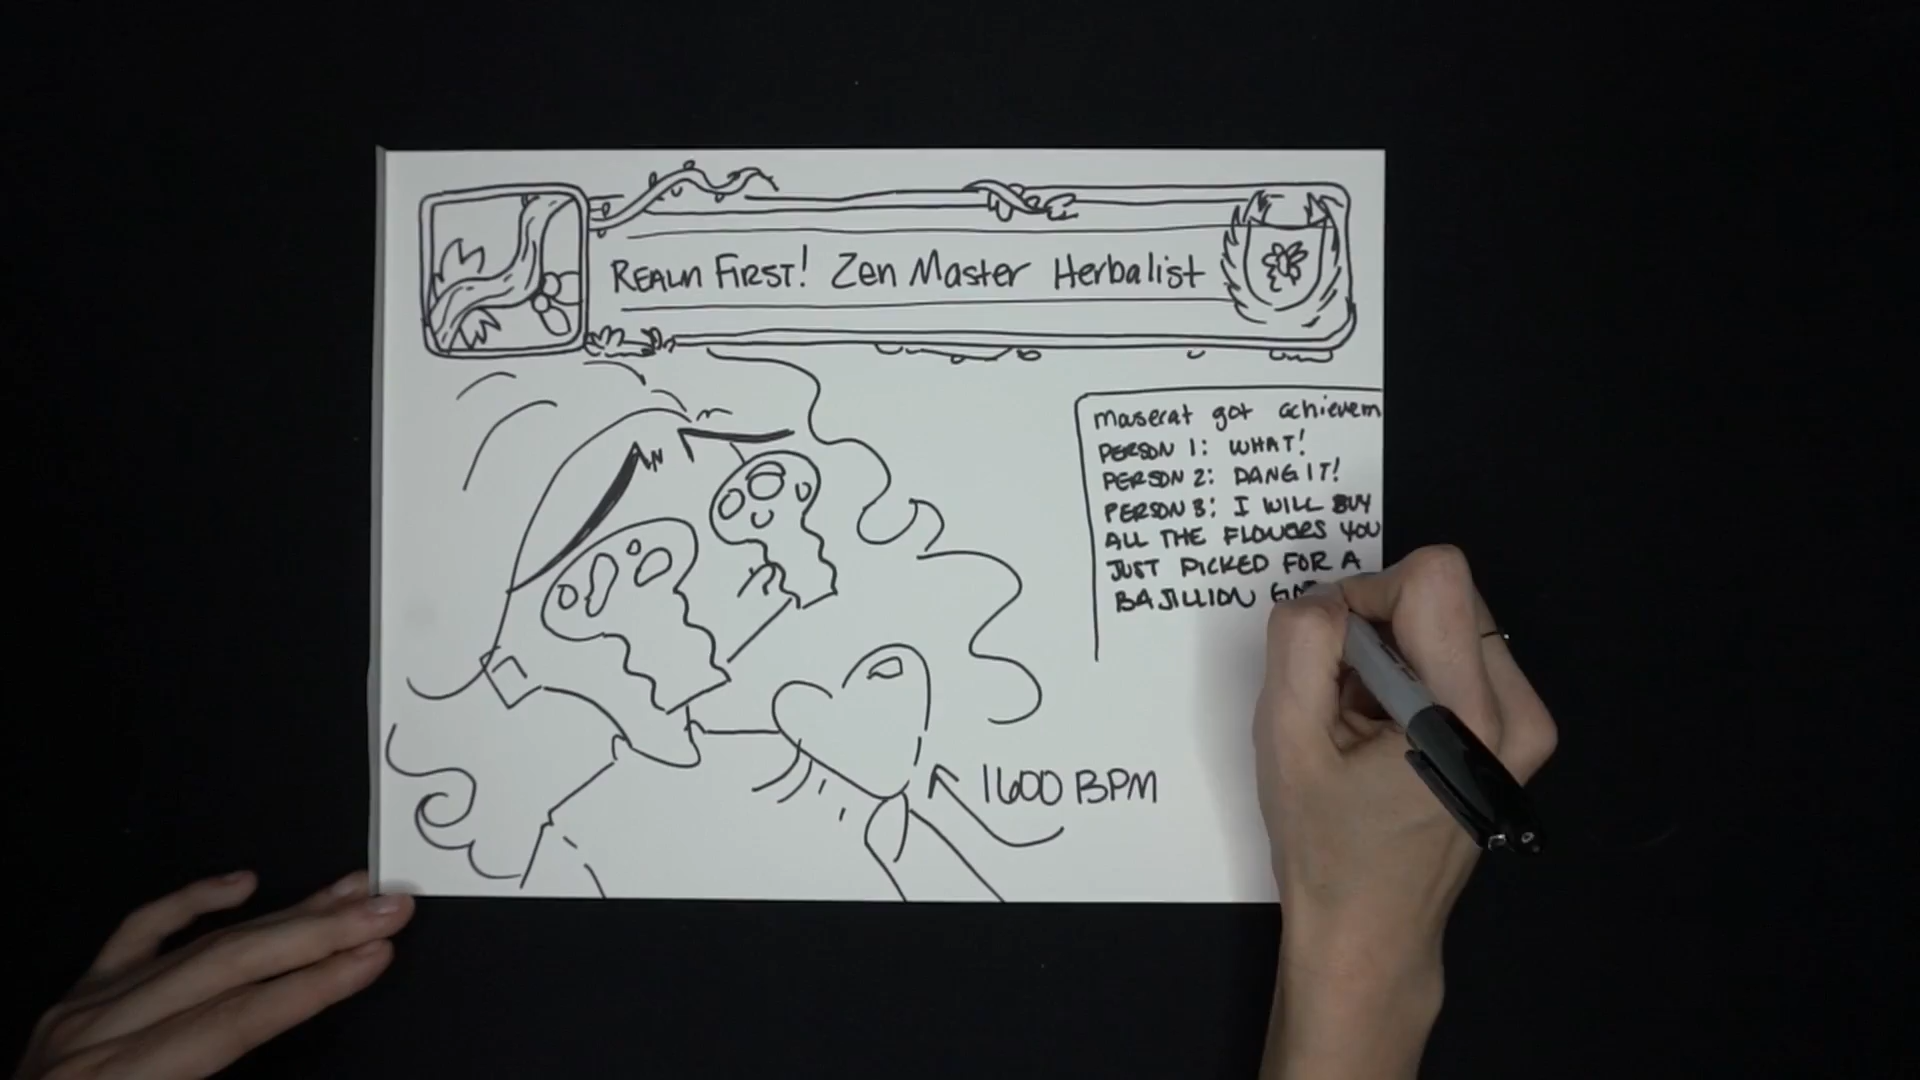 REALM FIRST! Zen Master Herbalist
maserat got achievem
PERSON 1: WHAT!
PERSON 2: DANG IT!
PERSON 3: I WILL BUY
ALL THE FLOWERS YOU
JUST PICKED FOR A
BAJILLION
1600 BPM